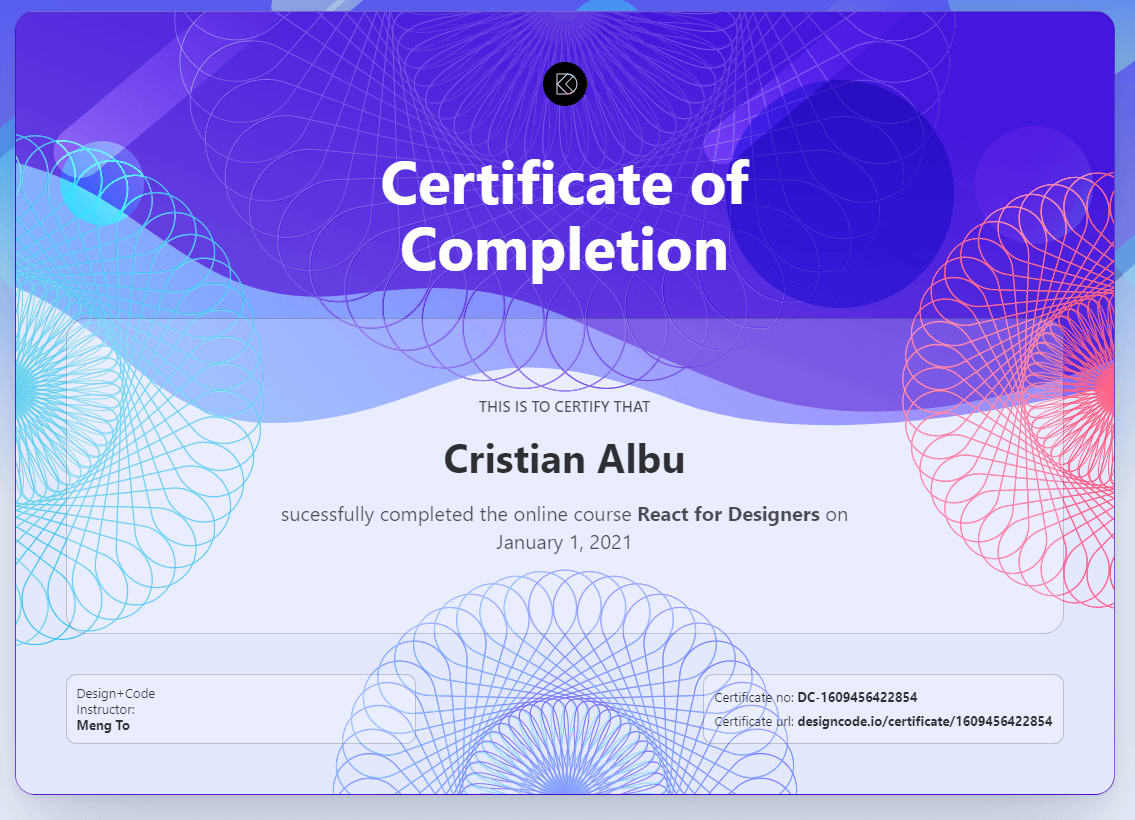 Certificate of
Completion
THIS IS TO CERTIFY THAT
Cristian Albu
sucessfully completed the online course React for Designers on
January 1, 2021
Design+Code
Instructor:
Meng To
Certificate no: DC-1609456422854
Certificate url: designcode.io/certificate/1609456422854